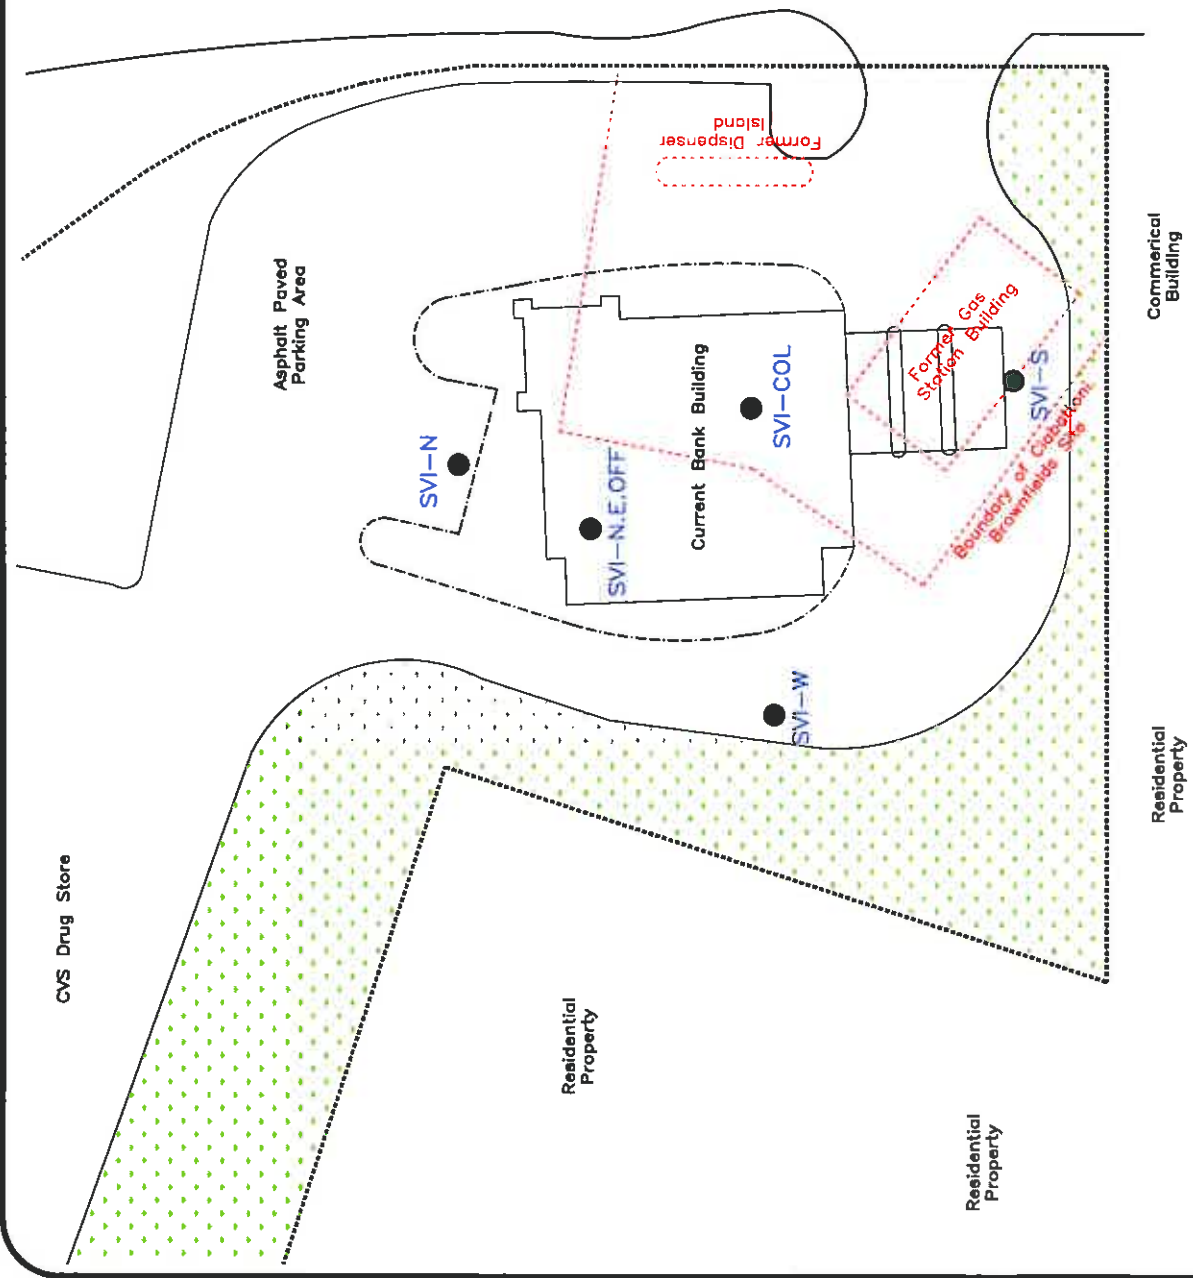 CVS Drug Store
Asphalt Paved
Parking Area
SVI-N
Residential
Property
SVI-N.E.OFF
Current Bank Building
Former Dispenser
Island
SVI-COL
SVI-W
Former Gas
Station Building
Residential
Property
Boundary of Ciabattoni
Brownfields Site
SVI-S
Residential
Property
Commerical
Building